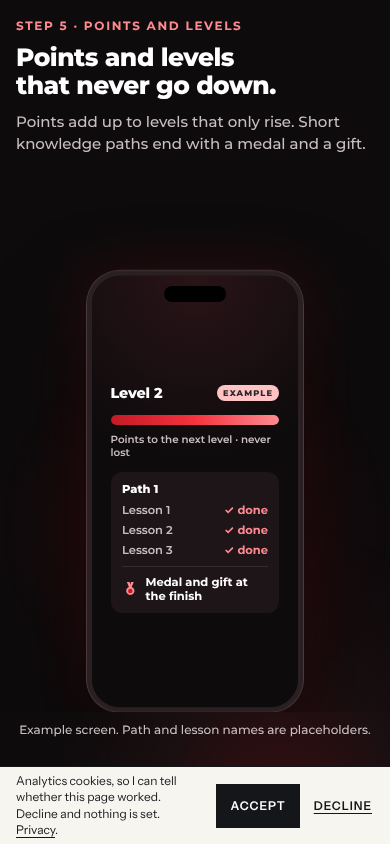 STEP 5 · POINTS AND LEVELS
Points and levels
that never go down.
Points add up to levels that only rise. Short
knowledge paths end with a medal and a gift.
Level 2
EXAMPLE
Points to the next level · never
lost
Path 1
Lesson 1 ✓ done
Lesson 2 ✓ done
Lesson 3 ✓ done
Medal and gift at
the finish
Example screen. Path and lesson names are placeholders.
Analytics cookies, so I can tell
whether this page worked.
Decline and nothing is set.
Privacy.
ACCEPT
DECLINE